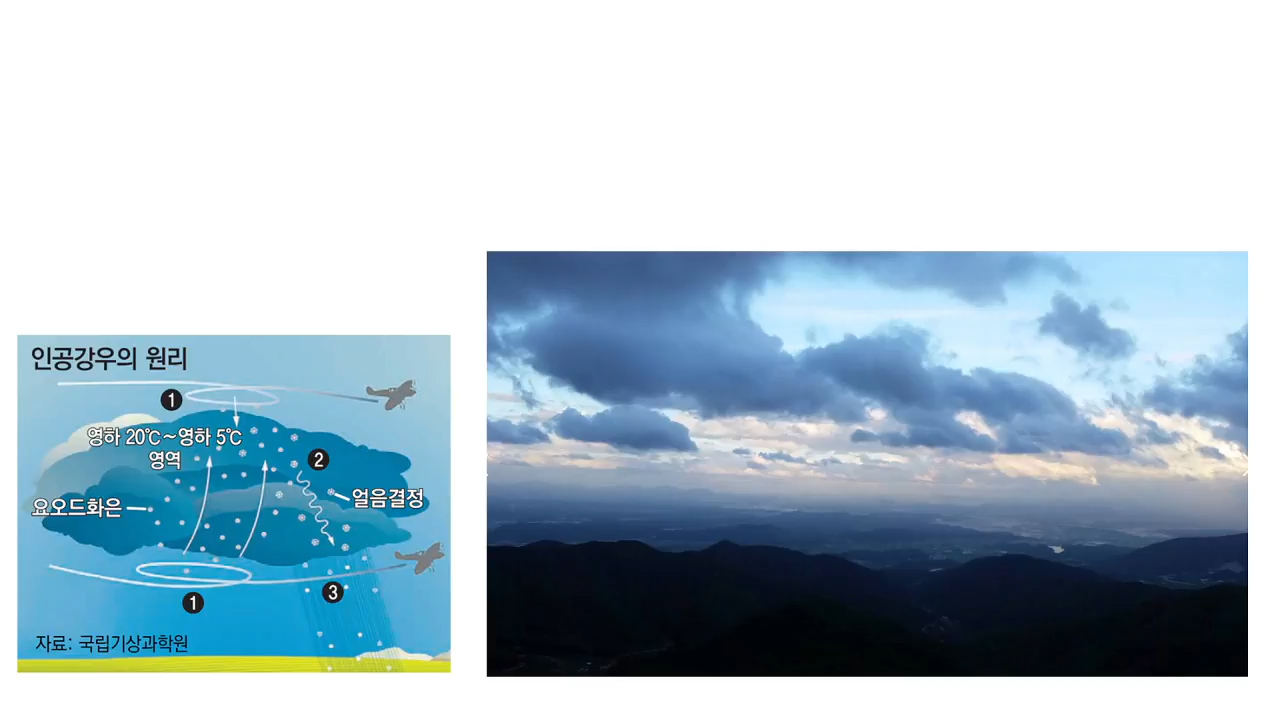 인공강우의 원리
1
영하 20℃~영하 5℃
영역
2
요오드화은
얼음결정
3
1
자료: 국립기상과학원